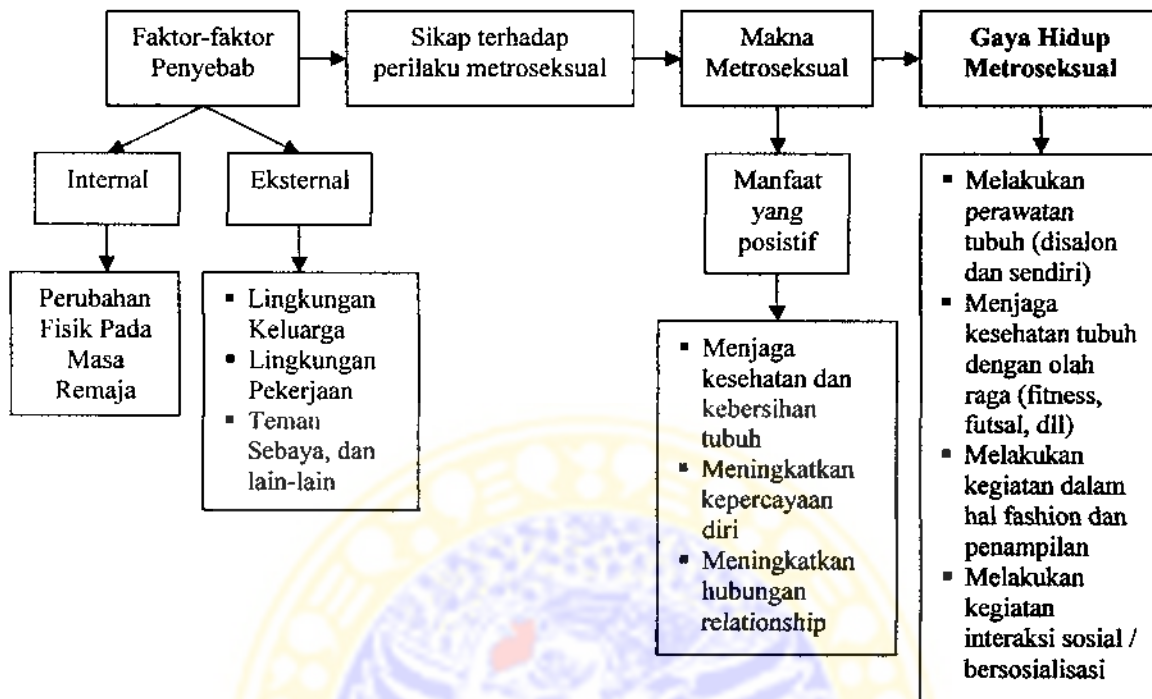 Faktor-faktor
Penyebab
Sikap terhadap
perilaku metroseksual
Makna
Metroseksual
Gaya Hidup
Metroseksual
Internal
Eksternal
Perubahan
Fisik Pada
Masa
Remaja
▪ Lingkungan
Keluarga
• Lingkungan
Pekerjaan
▪ Teman
Sebaya, dan
lain-lain
Manfaat
yang
posistif
▪ Menjaga
kesehatan dan
kebersihan
tubuh
▪ Meningkatkan
kepercayaan
diri
▪ Meningkatkan
hubungan
relationship
▪ Melakukan
perawatan
tubuh (disalon
dan sendiri)
▪ Menjaga
kesehatan tubuh
dengan olah
raga (fitness,
futsal, dll)
▪ Melakukan
kegiatan dalam
hal fashion dan
penampilan
▪ Melakukan
kegiatan
interaksi sosial /
bersosialisasi